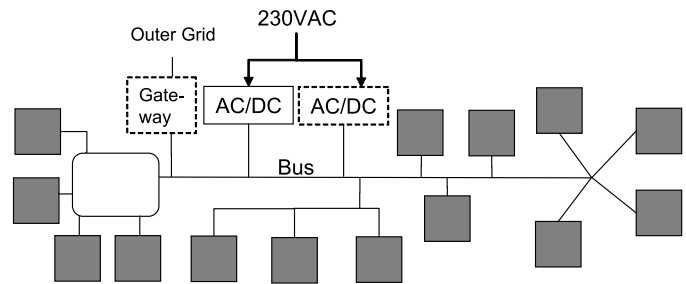 230VAC
Outer Grid
Gate-
way
AC/DC
AC/DC
Bus